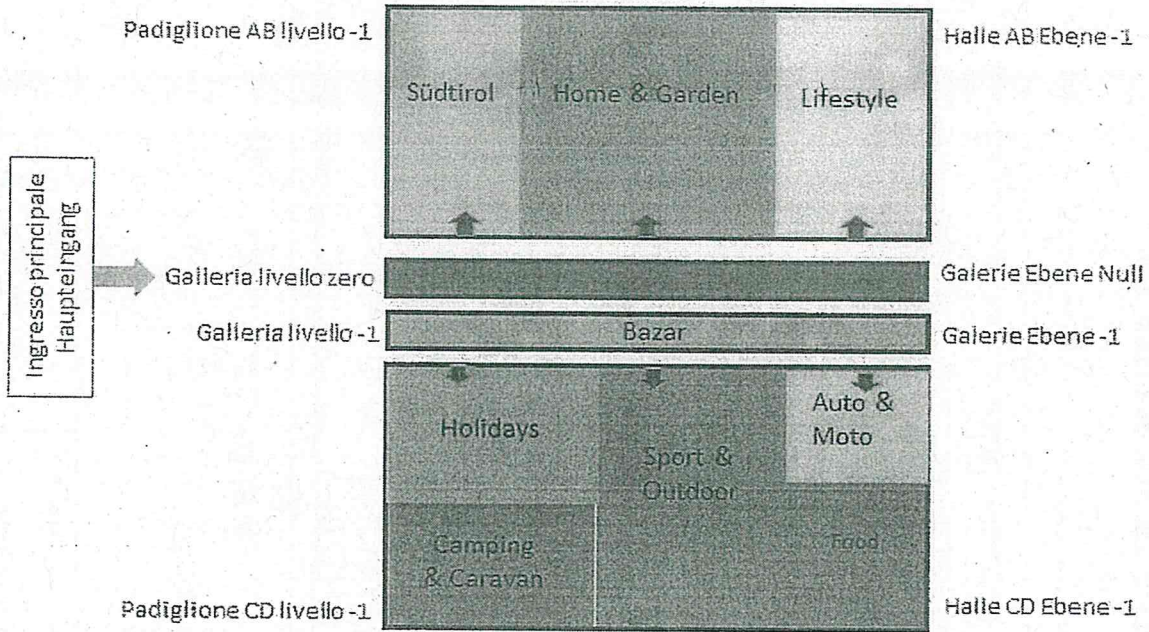 Padiglione AB livello -1
Halle AB Ebene -1
Südtirol
Home & Garden
Lifestyle
Ingresso principale
Haupteingang
Galleria livello zero
Galerie Ebene Null
Galleria livello -1
Bazar
Galerie Ebene -1
Holidays
Sport &
Outdoor
Auto &
Moto
Camping
& Caravan
Food
Padiglione CD livello -1
Halle CD Ebene -1